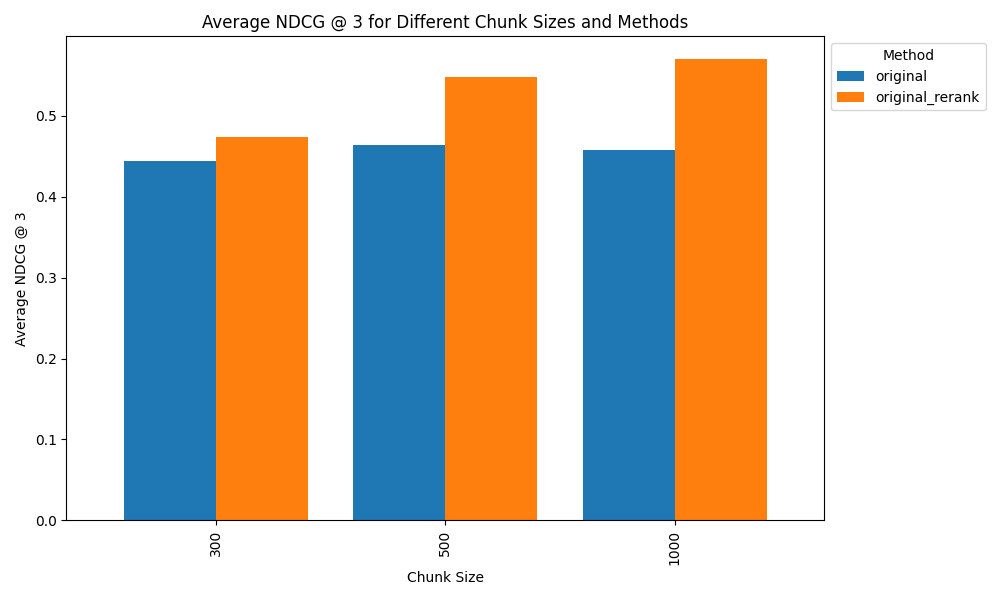 Average NDCG @ 3 for Different Chunk Sizes and Methods
Method
original
original_rerank
Average NDCG @ 3
0.5
0.4
0.3
0.2
0.1
0.0
300
500
1000
Chunk Size